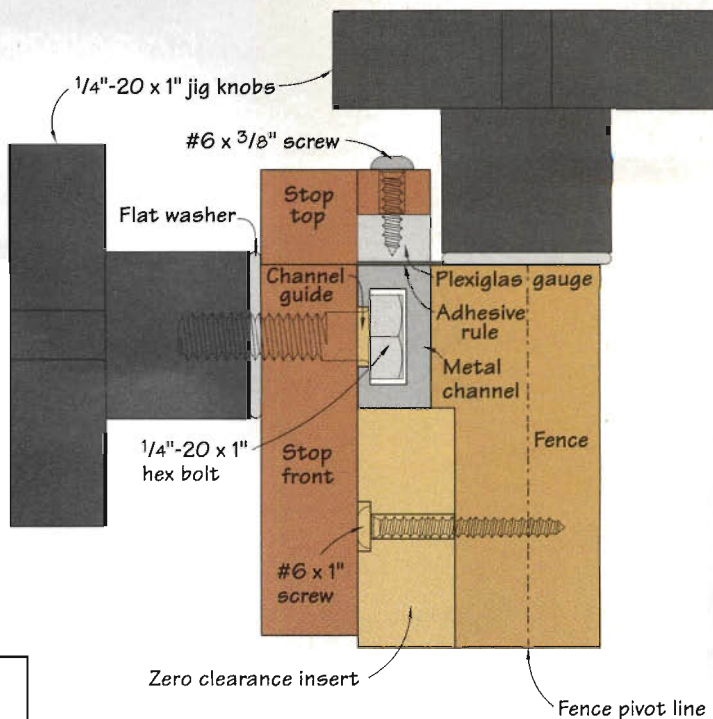 1/4"-20 x 1" jig knobs
#6 x 3/8" screw
Stop
top
Flat washer
Channel
guide
Plexiglas gauge
Adhesive
rule
Metal
channel
1/4"-20 x 1"
hex bolt
Stop
front
Fence
#6 x 1"
screw
Zero clearance insert
Fence pivot line